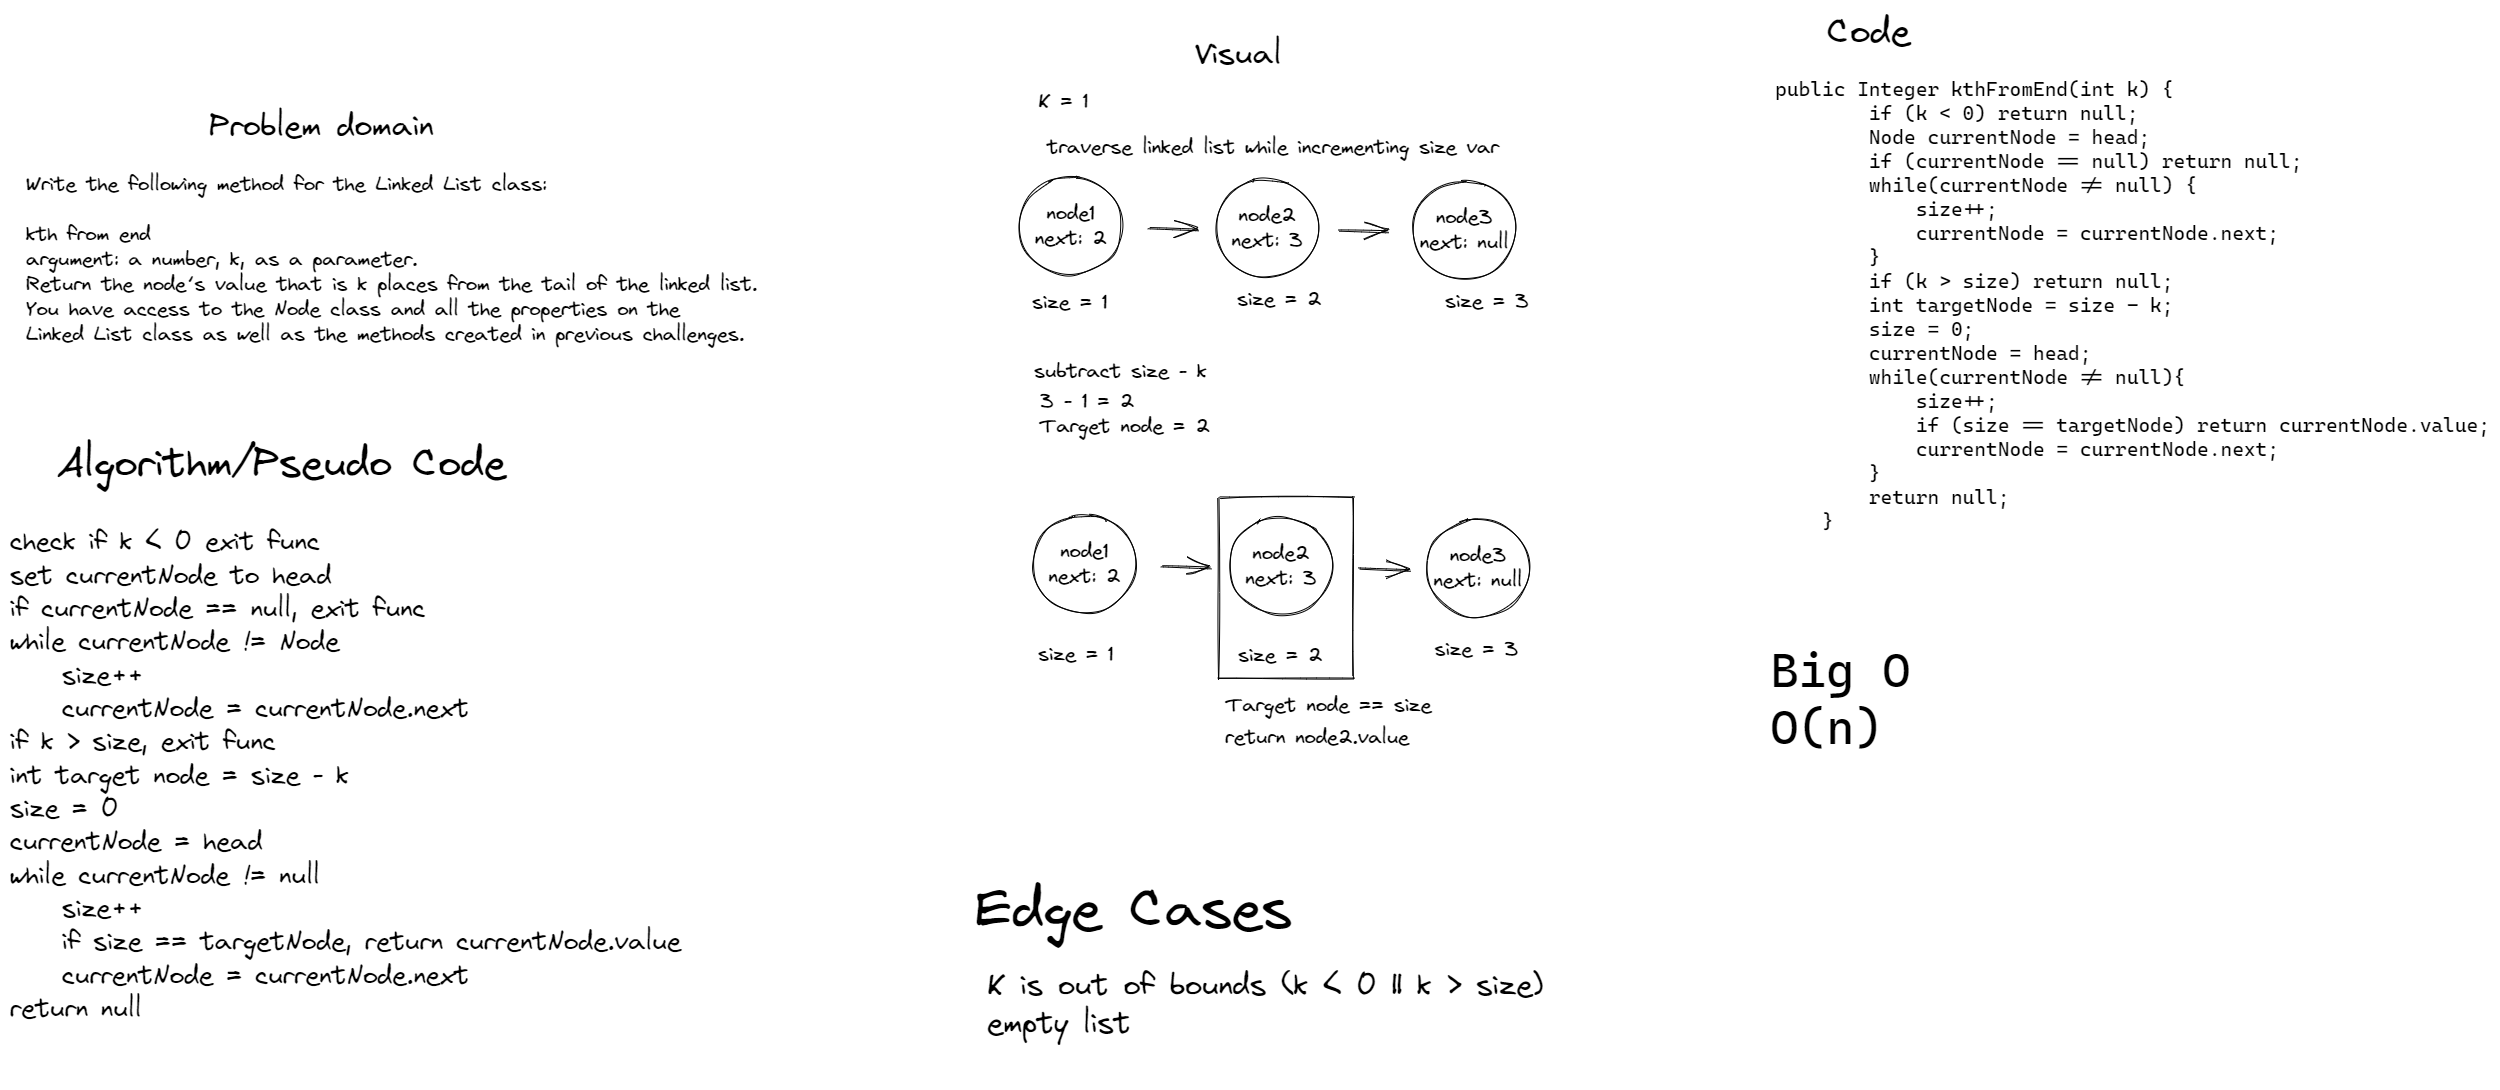 Problem domain
Write the following method for the Linked List class:
kth from end
argument: a number, k, as a parameter.
Return the node's value that is k places from the tail of the linked list.
You have access to the Node class and all the properties on the
Linked List class as well as the methods created in previous challenges.
Algorithm/Pseudo Code
check if k < 0 exit func
set currentNode to head
if currentNode == null, exit func
while currentNode != Node
size++
currentNode = currentNode.next
if k > size, exit func
int target node = size - k
size = 0
currentNode = head
while currentNode != null
size++
if size == targetNode, return currentNode.value
currentNode = currentNode.next
return null
Visual
K = 1
traverse linked list while incrementing size var
node1 node2 node3
next: 2 next: 3 next: null
size = 1 size = 2 size = 3
subtract size - k
3 - 1 = 2
Target node = 2
node1 node2 node3
next: 2 next: 3 next: null
size = 1 size = 2 size = 3
Target node == size
return node2.value
Edge Cases
K is out of bounds (k < 0 || k > size)
empty list
Code
public Integer kthFromEnd(int k) {
if (k < 0) return null;
Node currentNode = head;
if (currentNode == null) return null;
while(currentNode != null) {
size++;
currentNode = currentNode.next;
}
if (k > size) return null;
int targetNode = size - k;
size = 0;
currentNode = head;
while(currentNode != null){
size++;
if (size == targetNode) return currentNode.value;
currentNode = currentNode.next;
}
return null;
}
Big O
O(n)